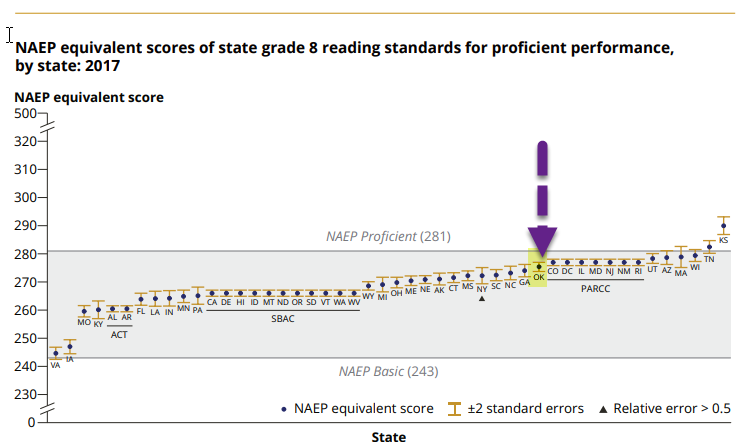 NAEP equivalent scores of state grade 8 reading standards for proficient performance,
by state: 2017
NAEP equivalent score
500
320
310
300
290
280
270
260
250
240
230
0
NAEP Proficient (281)
NAEP Basic (243)
VA
IA
MO
KY
AL
AR
ACT
FL
LA
IN
MN
PA
CA DE HI ID MT ND OR SD VT WA WV
SBAC
WY
MI
OH
ME
NE
AK
CT
MS
NY
SC
NC
GA
OK
CO DC IL MD NJ NM RI
PARCC
UT
AZ
MA
WI
TN
KS
NAEP equivalent score ±2 standard errors Relative error > 0.5
State